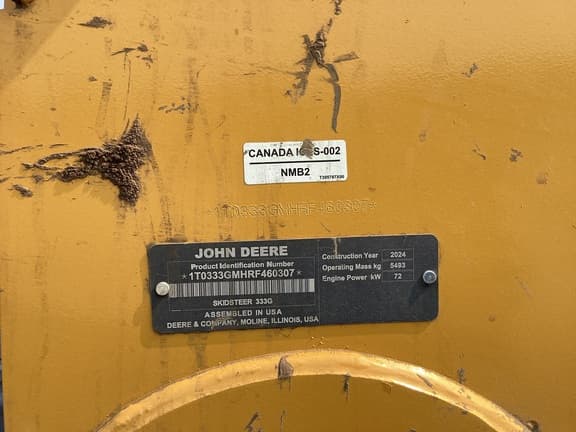 CANADA ICES-002
NMB2
1T0333GMHRF460307*
JOHN DEERE
Product Identification Number
*1T0333GMHRF460307*
SKIDSTEER 333G
ASSEMBLED IN USA
DEERE & COMPANY, MOLINE, ILLINOIS, USA
Construction Year 2024
Operating Mass kg 5493
Engine Power kW 72